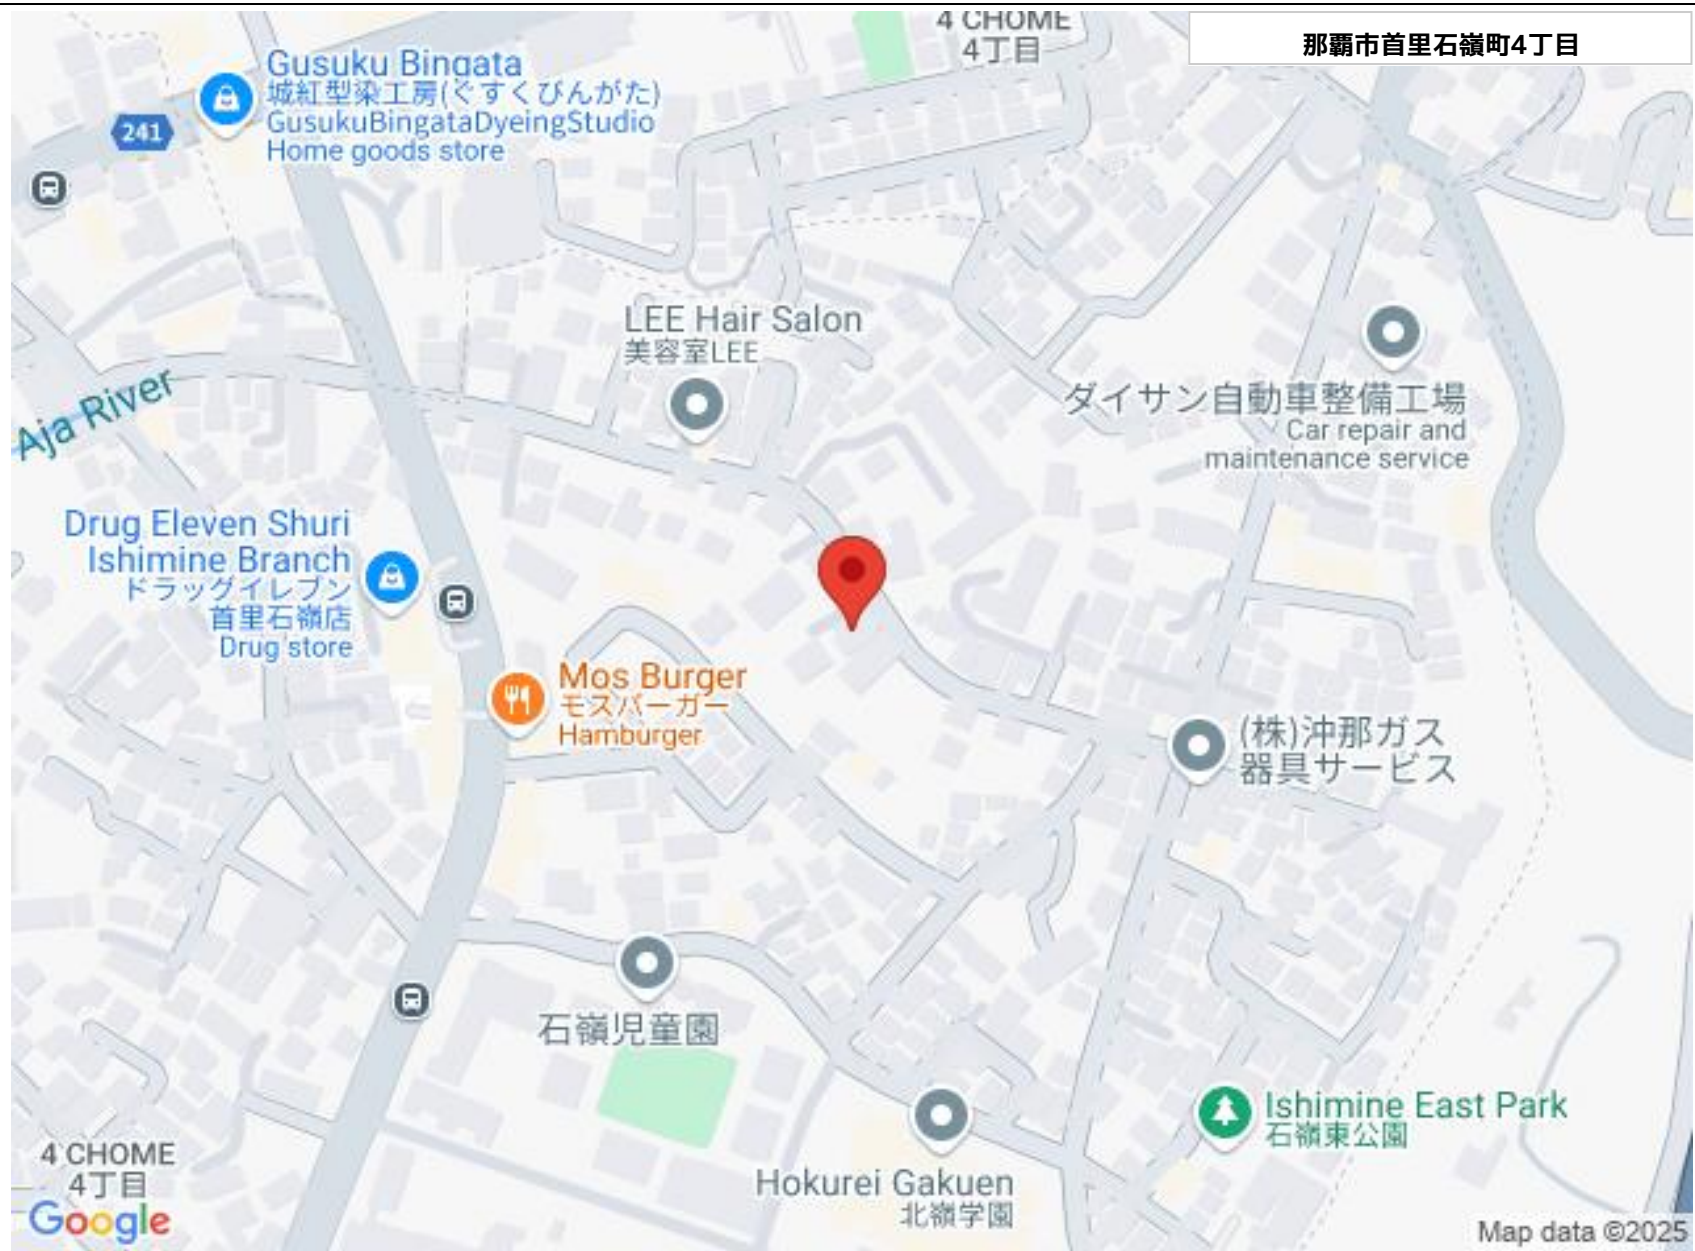 4 CHOME
4丁目
那覇市首里石嶺町4丁目
Gusuku Bingata
城紅型染工房(ぐすくびんがた)
GusukuBingataDyeingStudio
Home goods store
241
LEE Hair Salon
美容室LEE
ダイサン自動車整備工場
Car repair and
maintenance service
Aja River
Drug Eleven Shuri
Ishimine Branch
ドラッグイレブン
首里石嶺店
Drug store
Mos Burger
モスバーガー
Hamburger
(株)沖那ガス
器具サービス
石嶺児童園
Ishimine East Park
石嶺東公園
Hokurei Gakuen
北嶺学園
4 CHOME
4丁目
Google
Map data ©2025